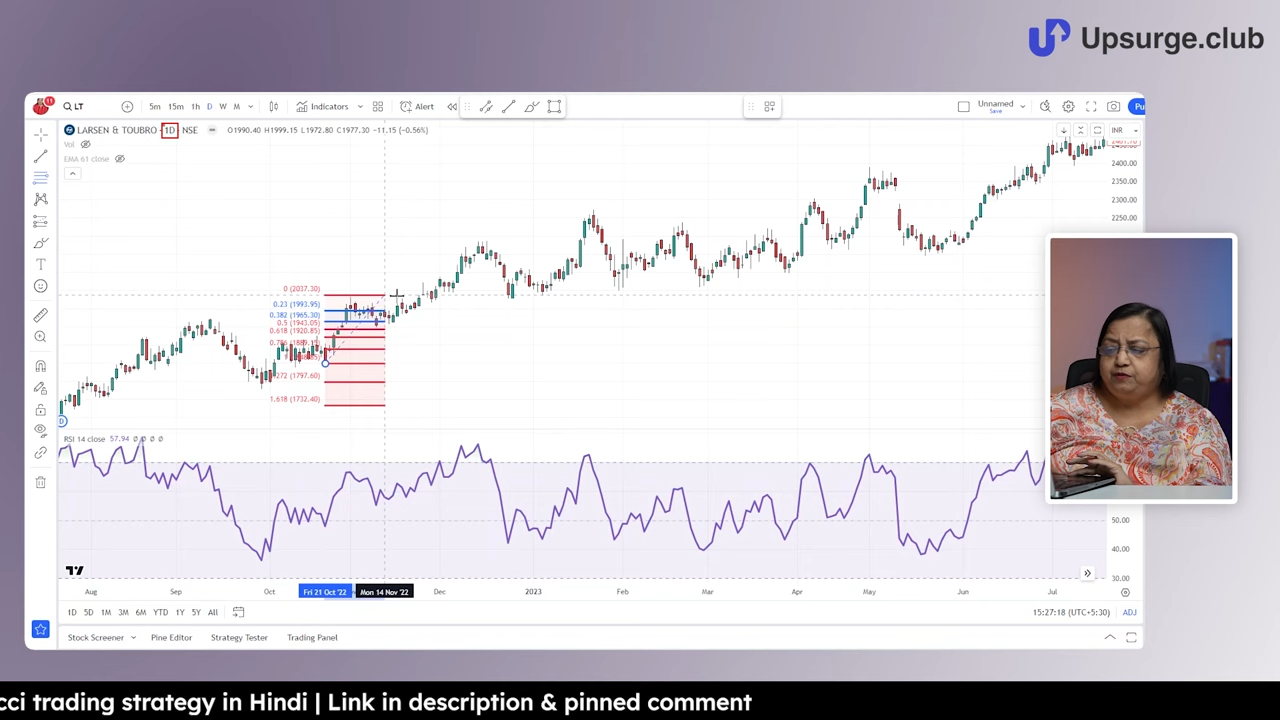 Upsurge.club
11
LT
5m 15m 1h D W M
Indicators
Alert
Unnamed
Save
Pu
LARSEN & TOUBRO 1D NSE
O1990.40 H1999.15 L1972.80 C1977.30 -11.15 (-0.56%)
INR
Vol
EMA 61 close
2400.00
2350.00
2300.00
2250.00
0 (2017.30)
0.23 (1993.95)
0.382 (1965.30)
0.5 (1943.05)
0.618 (1920.85)
1.618 (1732.40)
D
RSI 14 close 57.94
50.00
40.00
30.00
Aug Sep Oct Fri 21 Oct '22 Mon 14 Nov '22 Dec 2023 Feb Mar Apr May Jun Jul
1D 5D 1M 3M 6M YTD 1Y 5Y All
15:27:18 (UTC+5:30) ADJ
Stock Screener Pine Editor Strategy Tester Trading Panel
cci trading strategy in Hindi | Link in description & pinned comment